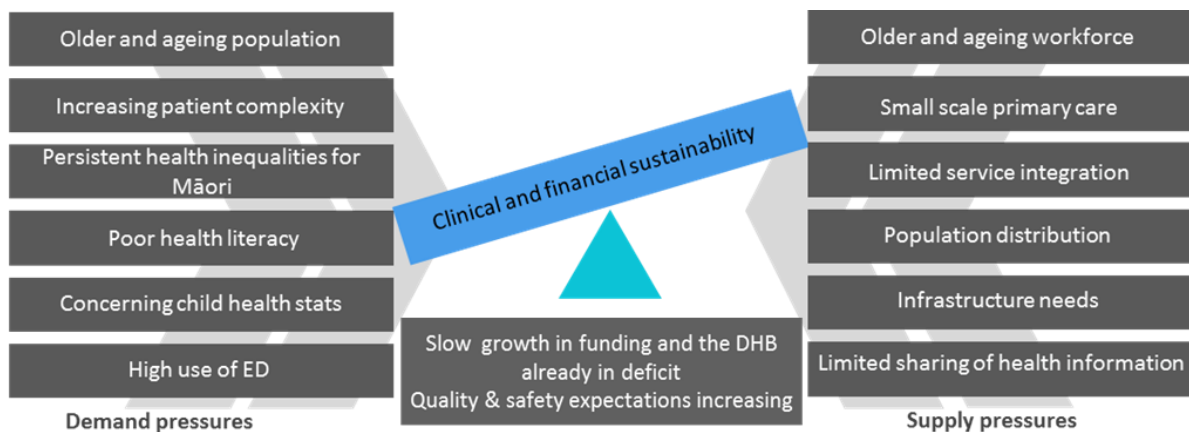 Older and ageing population
Increasing patient complexity
Persistent health inequalities for
Māori
Poor health literacy
Concerning child health stats
High use of ED
Demand pressures
Clinical and financial sustainability
Slow growth in funding and the DHB
already in deficit
Quality & safety expectations increasing
Older and ageing workforce
Small scale primary care
Limited service integration
Population distribution
Infrastructure needs
Limited sharing of health information
Supply pressures